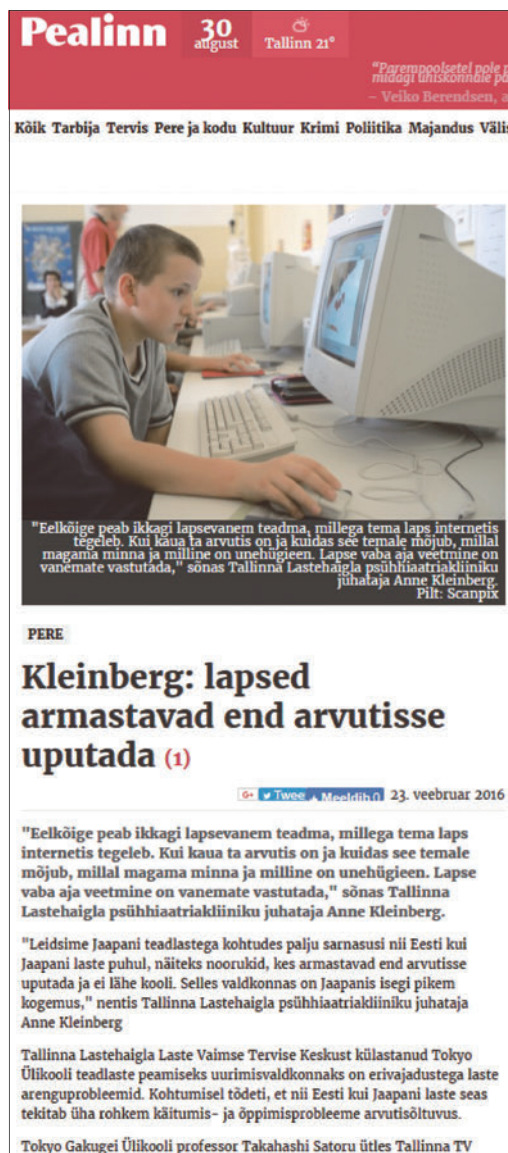 Pealinn 30 august Tallinn 21°
"Parempoolsetel pole
midagi ühiskonnale
– Veiko Berendsen, a
Kõik Tarbija Tervis Pere ja kodu Kultuur Krimi Poliitika Majandus Välis
"Eelkõige peab ikkagi lapsevanem teadma, millega tema laps internetis
tegeleb. Kui kaua ta arvutis on ja kuidas see temale mõjub, millal
magama minna ja milline on unehügieen. Lapse vaba aja veetmine on
vanemate vastutada," sõnas Tallinna Lastehaigla psühhiaatriakliiniku
juhataja Anne Kleinberg.
Pilt: Scanpix
PERE
Kleinberg: lapsed
armastavad end arvutisse
uputada (1)
G+ Twee Meeldib 0 23. veebruar 2016
"Eelkõige peab ikkagi lapsevanem teadma, millega tema laps
internetis tegeleb. Kui kaua ta arvutis on ja kuidas see temale
mõjub, millal magama minna ja milline on unehügieen. Lapse
vaba aja veetmine on vanemate vastutada," sõnas Tallinna
Lastehaigla psühhiaatriakliiniku juhataja Anne Kleinberg.
"Leidsime Jaapani teadlastega kohtudes palju sarnasusi nii Eesti kui
Jaapani laste puhul, näiteks noorukid, kes armastavad end arvutisse
uputada ja ei lähe kooli. Selles valdkonnas on Jaapanis isegi pikem
kogemus," nentis Tallinna Lastehaigla psühhiaatriakliiniku juhataja
Anne Kleinberg
Tallinna Lastehaigla Laste Vaimse Tervise Keskust külastanud Tokyo
Ülikooli teadlaste peamiseks uurimisvaldkonnaks on erivajadustega laste
arenguprobleemid. Kohtumisel tõdeti, et nii Eesti kui Jaapani laste seas
tekitab üha rohkem käitumis- ja õppimisprobleeme arvutisõltuvus.
Tokyo Gakugei Ülikooli professor Takahashi Satoru ütles Tallinna TV